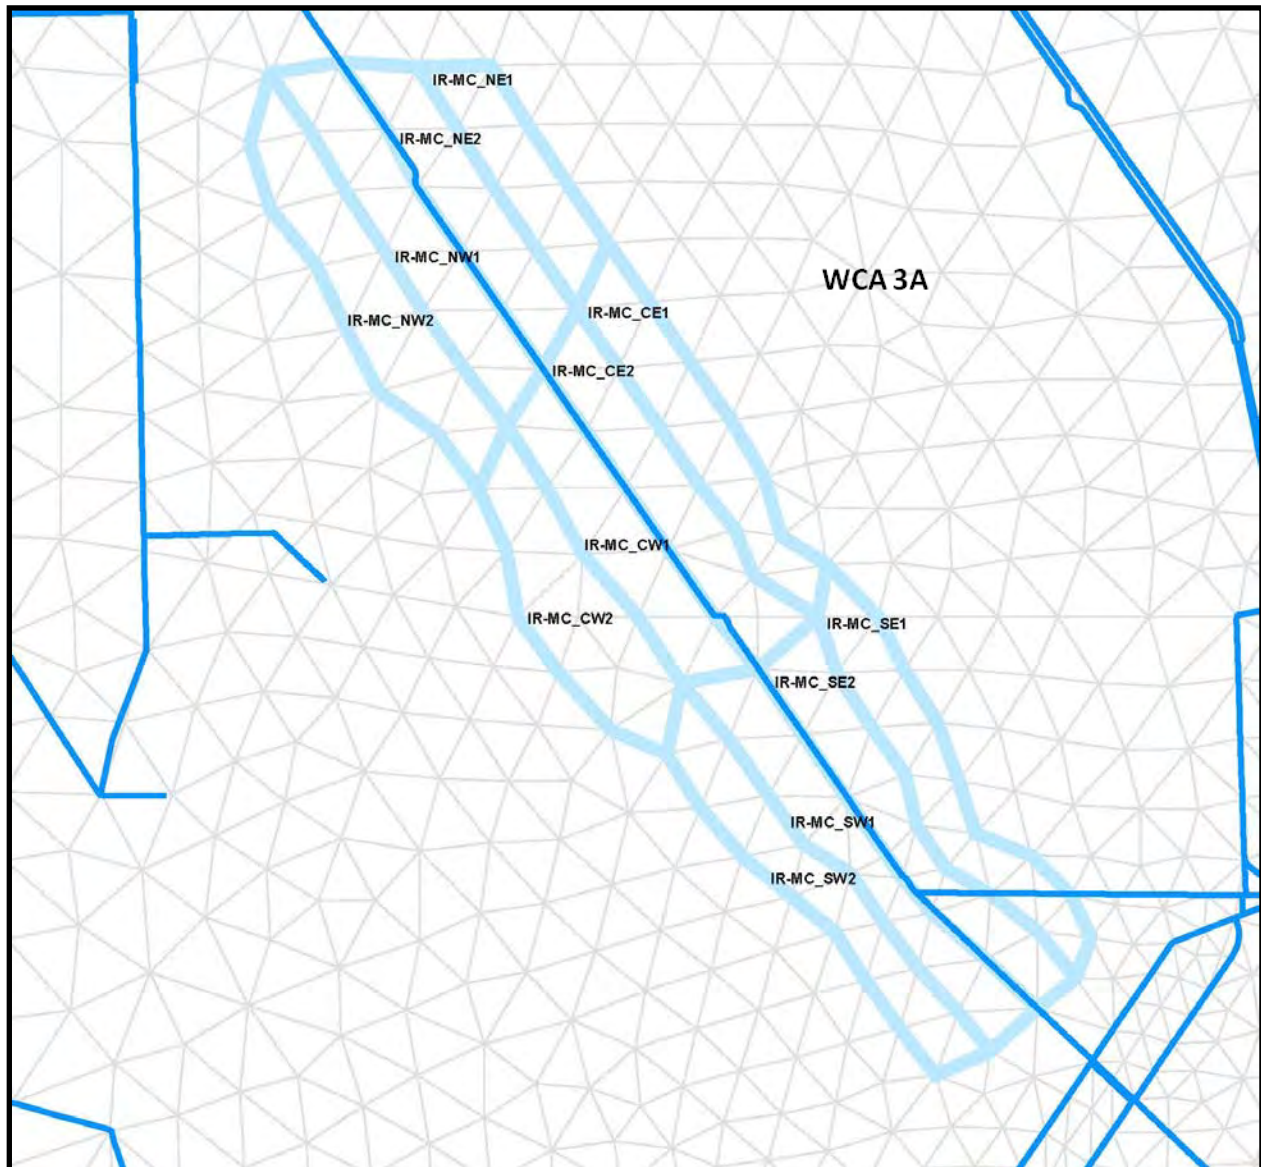 IR-MC_NE1
IR-MC_NE2
IR-MC_NW1
WCA 3A
IR-MC_CE1
IR-MC_NW2
IR-MC_CE2
IR-MC_CW1
IR-MC_CW2
IR-MC_SE1
IR-MC_SE2
IR-MC_SW1
IR-MC_SW2